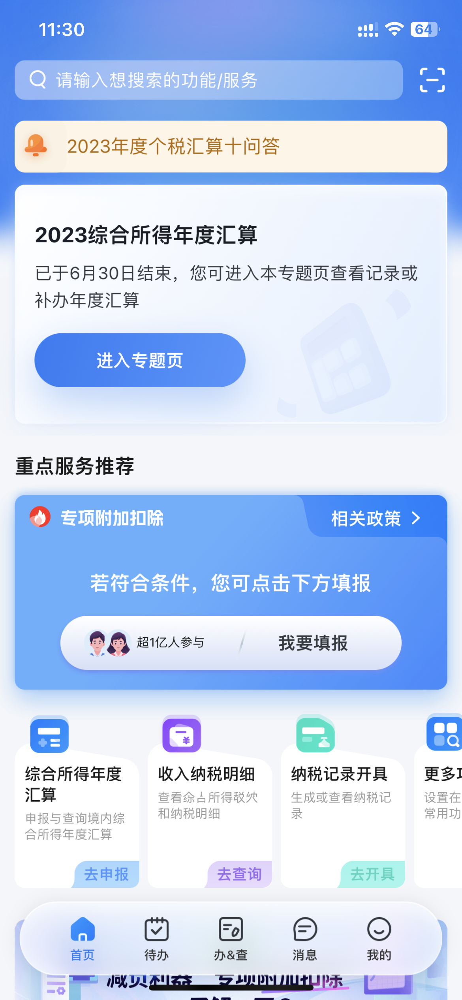 11:30
64
请输入想搜索的功能/服务
2023年度个税汇算十问答
2023综合所得年度汇算
已于6月30日结束，您可进入本专题页查看记录或
补办年度汇算
进入专题页
重点服务推荐
专项附加扣除
相关政策
若符合条件，您可点击下方填报
超1亿人参与
我要填报
综合所得年度
汇算
申报与查询境内综
合所得年度汇算
去申报
收入纳税明细
查看
所得
和纳税明细
去查询
纳税记录开具
生成或查看纳税记
录
去开具
更多
设置在
常用功
首页
待办
办&查
消息
我的
减负利器 专项附加扣除